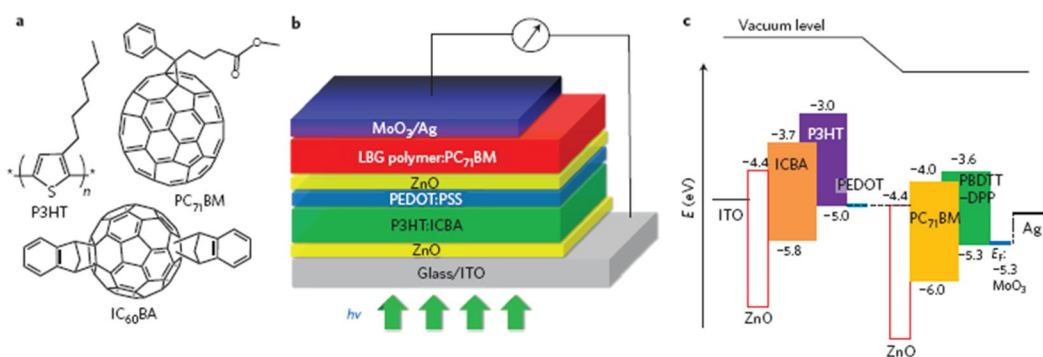 a
P3HT
* * n
S
O
O
PC₇₁BM
IC₆₀BA
b
MoO₃/Ag
LBG polymer:PC₇₁BM
ZnO
PEDOT:PSS
P3HT:ICBA
ZnO
Glass/ITO
hν
c
Vacuum level
E (eV)
ITO
−4.4
ZnO
−3.7
ICBA
−5.8
−3.0
P3HT
−5.0
PEDOT
−4.4
ZnO
−4.0
PC₇₁BM
−6.0
−3.6
PBDTT
–DPP
−5.3
E_F:
−5.3
MoO₃
Ag